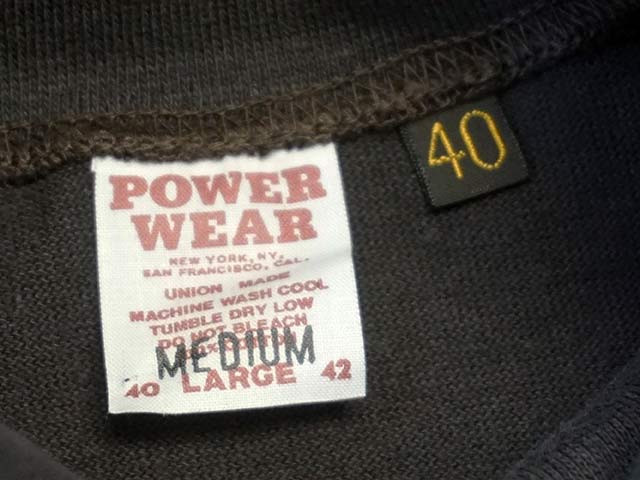 POWER
WEAR
NEW YORK, NY.
SAN FRANCISCO, CAL.
UNION MADE
MACHINE WASH COOL
TUMBLE DRY LOW
DO NOT BLEACH
MEDIUM
40 LARGE 42
40